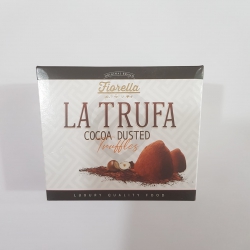 Fiorella
LA TRUFA
COCOA DUSTED
Truffles
LUXURY QUALITY FOOD